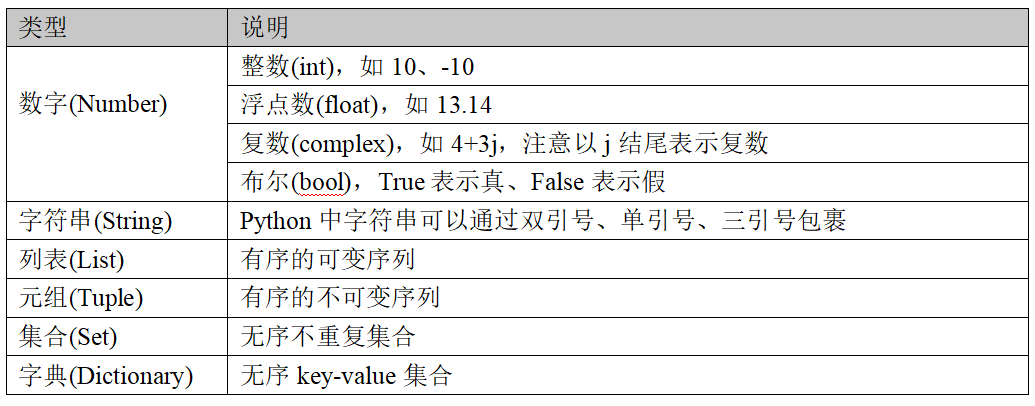 类型 说明
数字(Number)
整数(int)，如 10、-10
浮点数(float)，如 13.14
复数(complex)，如 4+3j，注意以 j 结尾表示复数
布尔(bool)，True 表示真、False 表示假
字符串(String) Python 中字符串可以通过双引号、单引号、三引号包裹
列表(List) 有序的可变序列
元组(Tuple) 有序的不可变序列
集合(Set) 无序不重复集合
字典(Dictionary) 无序 key-value 集合